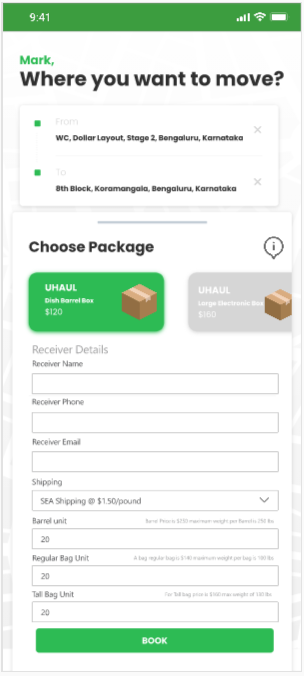 9:41
Mark,
Where you want to move?
From
WC, Dollar Layout, Stage 2, Bengaluru, Karnataka
To
8th Block, Koramangala, Bengaluru, Karnataka
Choose Package
i
UHAUL
Dish Barrel Box
$120
UHAUL
Large Electronic Box
$160
Receiver Details
Receiver Name
Receiver Phone
Receiver Email
Shipping
SEA Shipping @ $1.50/pound
Barrel unit
Barrel Price is $250 maximum weight per Barrel is 250 lbs
20
Regular Bag Unit
A bag regular bag is $140 maximum weight per bag is 100 lbs
20
Tall Bag Unit
For Tall bag price is $160 max weight of 130 lbs
20
BOOK